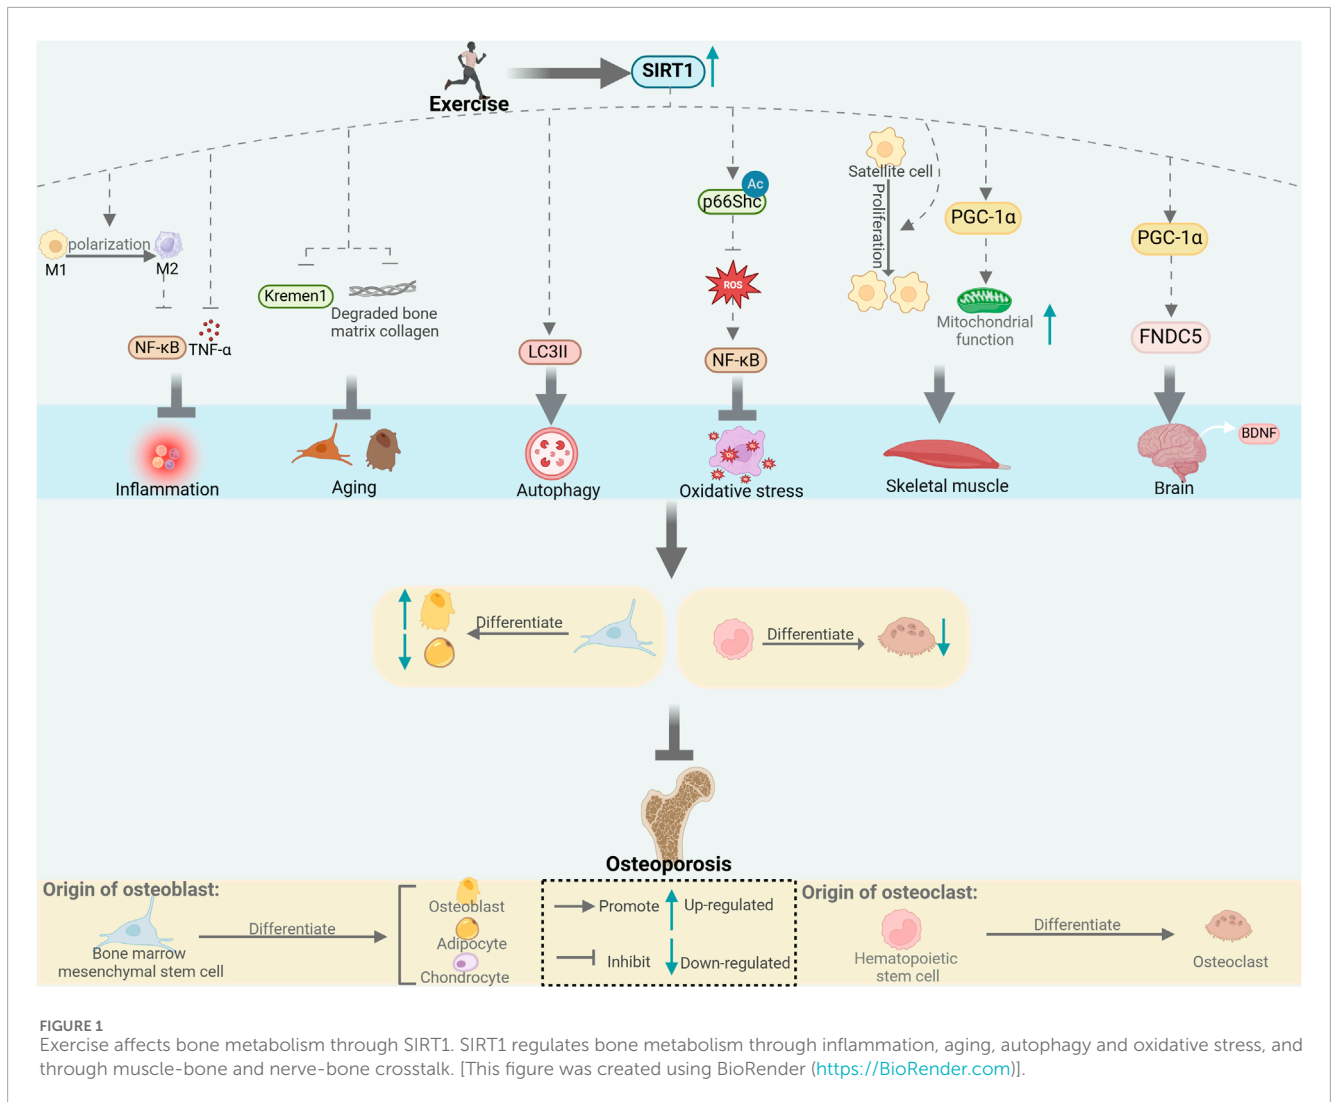 Exercise
SIRT1
M1
polarization
M2
NF-κB
TNF-α
Kremen1
Degraded bone
matrix collagen
LC3II
Ac
p66Shc
ROS
NF-κB
Satellite cell
Proliferation
PGC-1α
Mitochondrial
function
PGC-1α
FNDC5
BDNF
Inflammation
Aging
Autophagy
Oxidative stress
Skeletal muscle
Brain
Differentiate
Differentiate
Osteoporosis
Origin of osteoblast:
Bone marrow
mesenchymal stem cell
Differentiate
Osteoblast
Adipocyte
Chondrocyte
Promote
Up-regulated
Inhibit
Down-regulated
Origin of osteoclast:
Hematopoietic
stem cell
Differentiate
Osteoclast
FIGURE 1
Exercise affects bone metabolism through SIRT1. SIRT1 regulates bone metabolism through inflammation, aging, autophagy and oxidative stress, and
through muscle-bone and nerve-bone crosstalk. [This figure was created using BioRender (https://BioRender.com)].